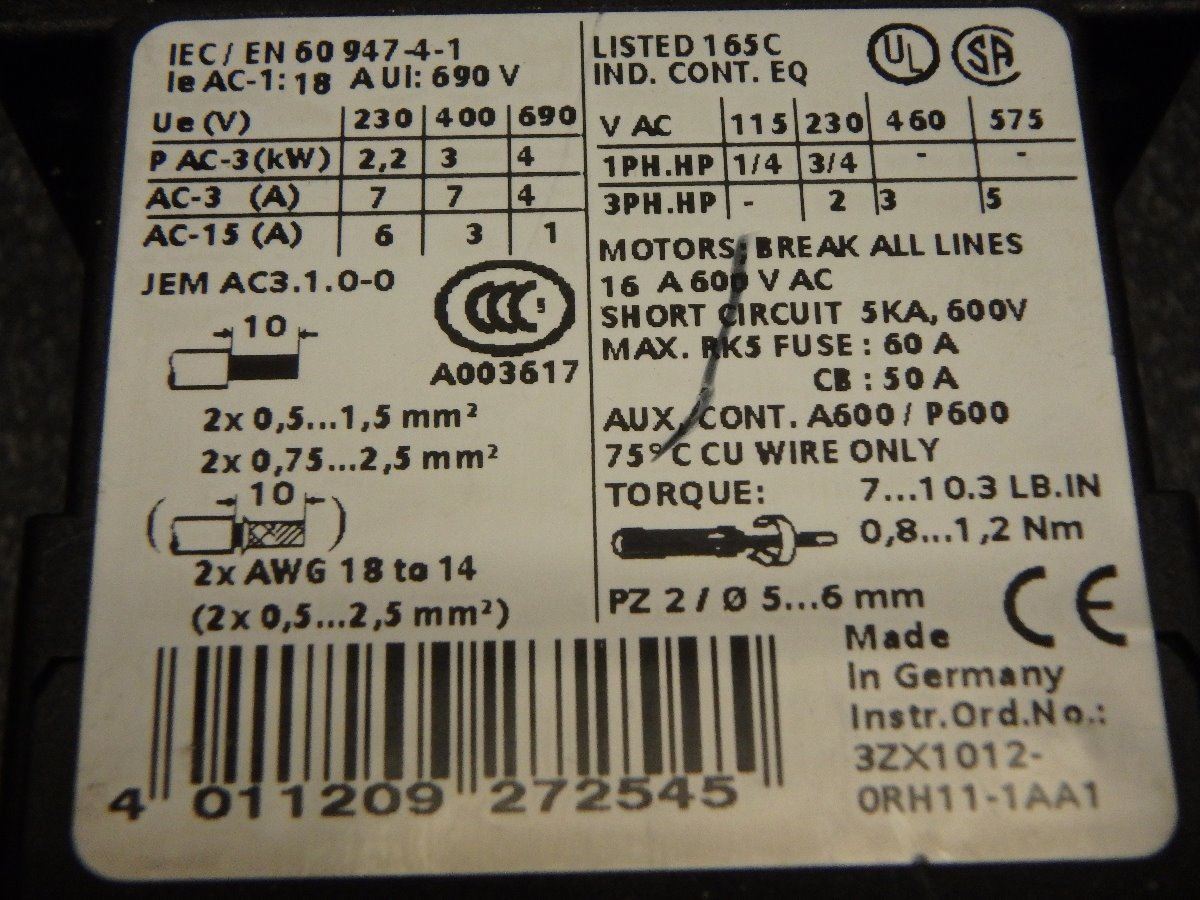 IEC/ EN 60 947-4-1
Ie AC-1: 18 A Ui: 690 V
Ue (V) 230 400 690
P AC-3 (kW) 2,2 3 4
AC-3 (A) 7 7 4
AC-15 (A) 6 3 1
JEM AC3.1.0-0
CCC S
A003617
10
2x 0,5...1,5 mm²
2x 0,75...2,5 mm²
( 10 )
2x AWG 18 to 14
(2x 0,5...2,5 mm²)
LISTED 165C
IND. CONT. EQ
UL SA
V AC 115 230 460 575
1PH.HP 1/4 3/4 - -
3PH.HP - 2 3 5
MOTORS: BREAK ALL LINES
16 A 600 V AC
SHORT CIRCUIT 5KA, 600V
MAX. RK5 FUSE : 60 A
CB : 50 A
AUX. CONT. A600 / P600
75°C CU WIRE ONLY
TORQUE: 7...10.3 LB.IN
0,8...1,2 Nm
PZ 2 / Ø 5...6 mm
CE
Made
In Germany
Instr.Ord.No.:
3ZX1012-
0RH11-1AA1
4 011209 272545